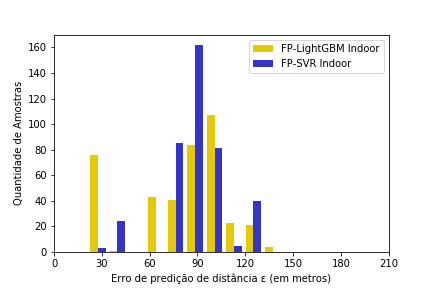 FP-LightGBM Indoor
FP-SVR Indoor
Quantidade de Amostras
160
140
120
100
80
60
40
20
0
0 30 60 90 120 150 180 210
Erro de predição de distância ε (em metros)